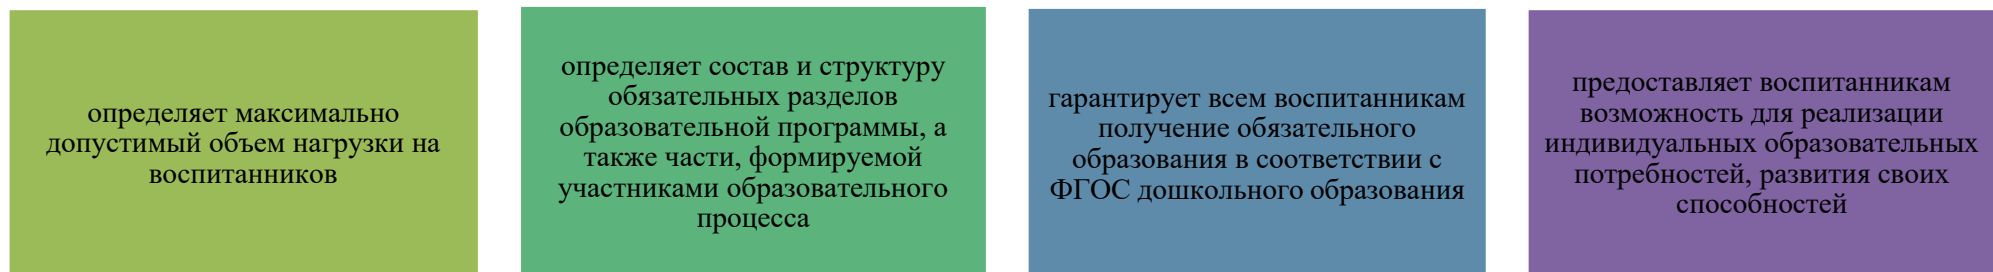 определяет максимально
допустимый объем нагрузки на
воспитанников
определяет состав и структуру
обязательных разделов
образовательной программы, а
также части, формируемой
участниками образовательного
процесса
гарантирует всем воспитанникам
получение обязательного
образования в соответствии с
ФГОС дошкольного образования
предоставляет воспитанникам
возможность для реализации
индивидуальных образовательных
потребностей, развития своих
способностей